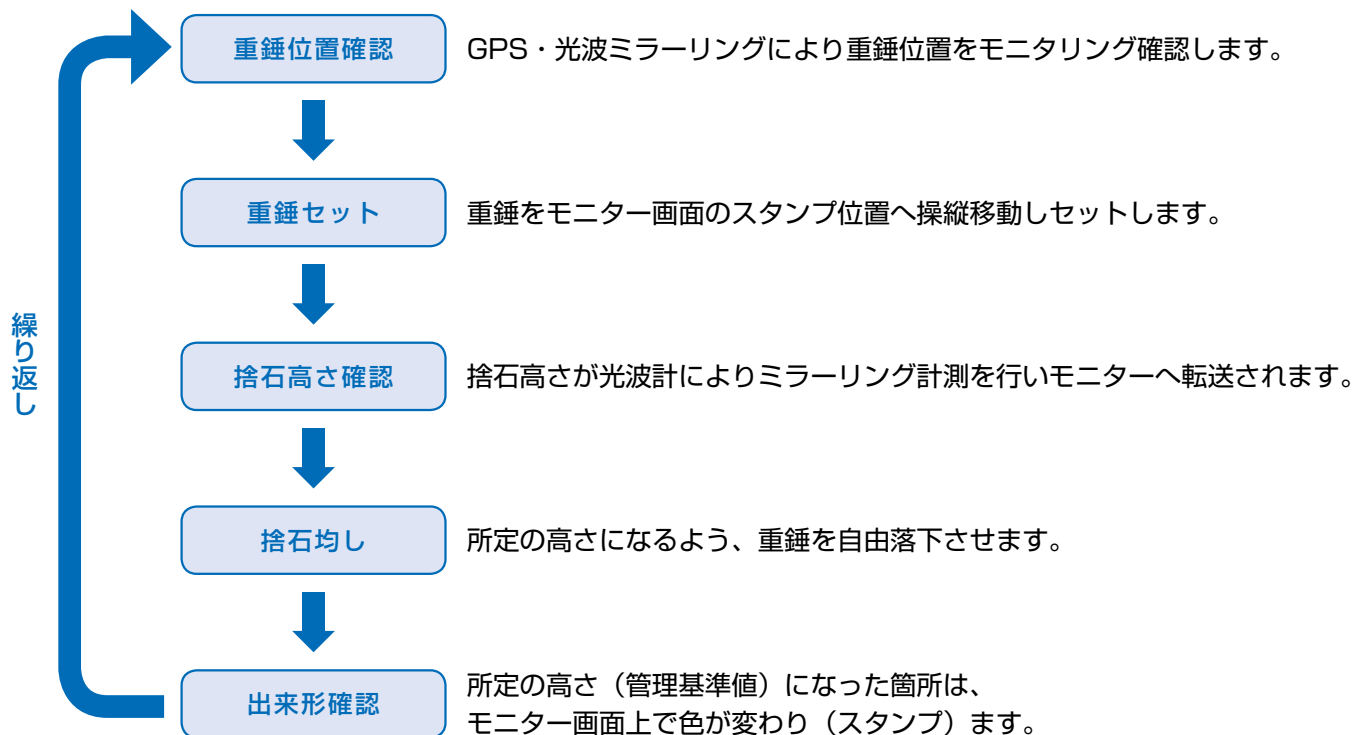 重錘位置確認
GPS・光波ミラーリングにより重錘位置をモニタリング確認します。
重錘セット
重錘をモニター画面のスタンプ位置へ操縦移動しセットします。
捨石高さ確認
捨石高さが光波計によりミラーリング計測を行いモニターへ転送されます。
繰り返し
捨石均し
所定の高さになるよう、重錘を自由落下させます。
出来形確認
所定の高さ（管理基準値）になった箇所は、
モニター画面上で色が変わり（スタンプ）ます。